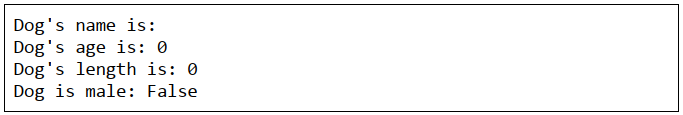 Dog's name is:
Dog's age is: 0
Dog's length is: 0
Dog is male: False